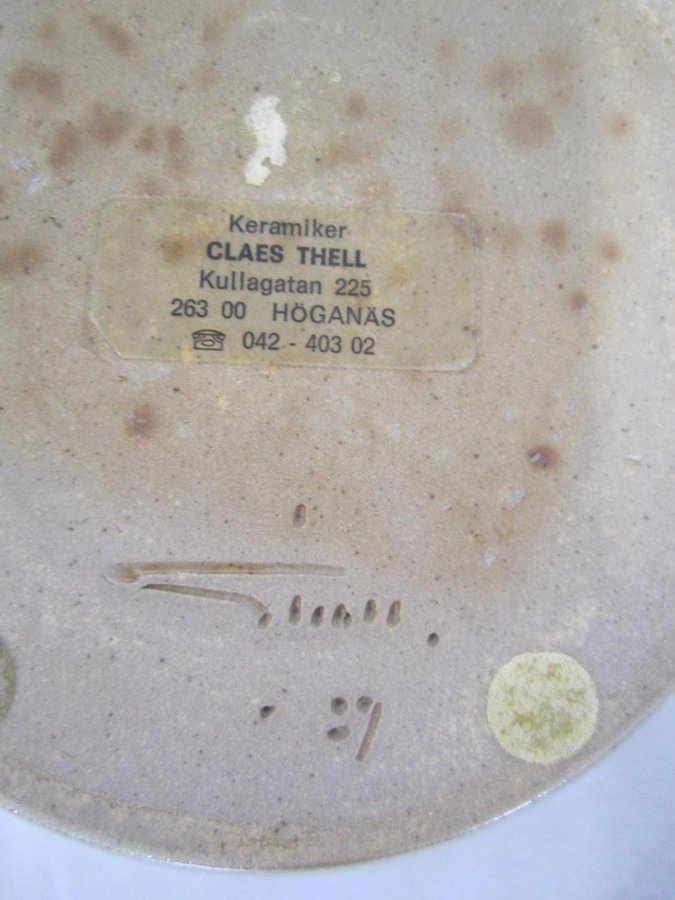 Keramiker
CLAES THELL
Kullagatan 225
263 00 HÖGANÄS
☎ 042 - 403 02